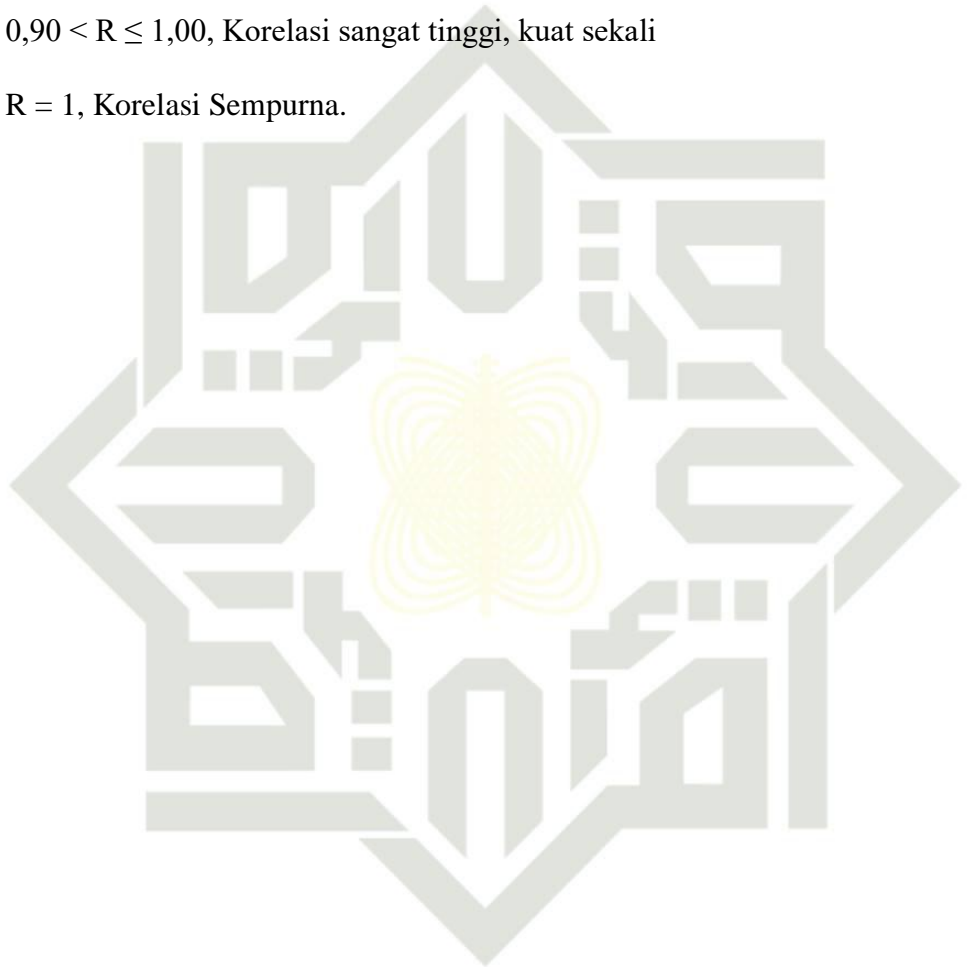 0,90 < R ≤ 1,00, Korelasi sangat tinggi, kuat sekali
R = 1, Korelasi Sempurna.